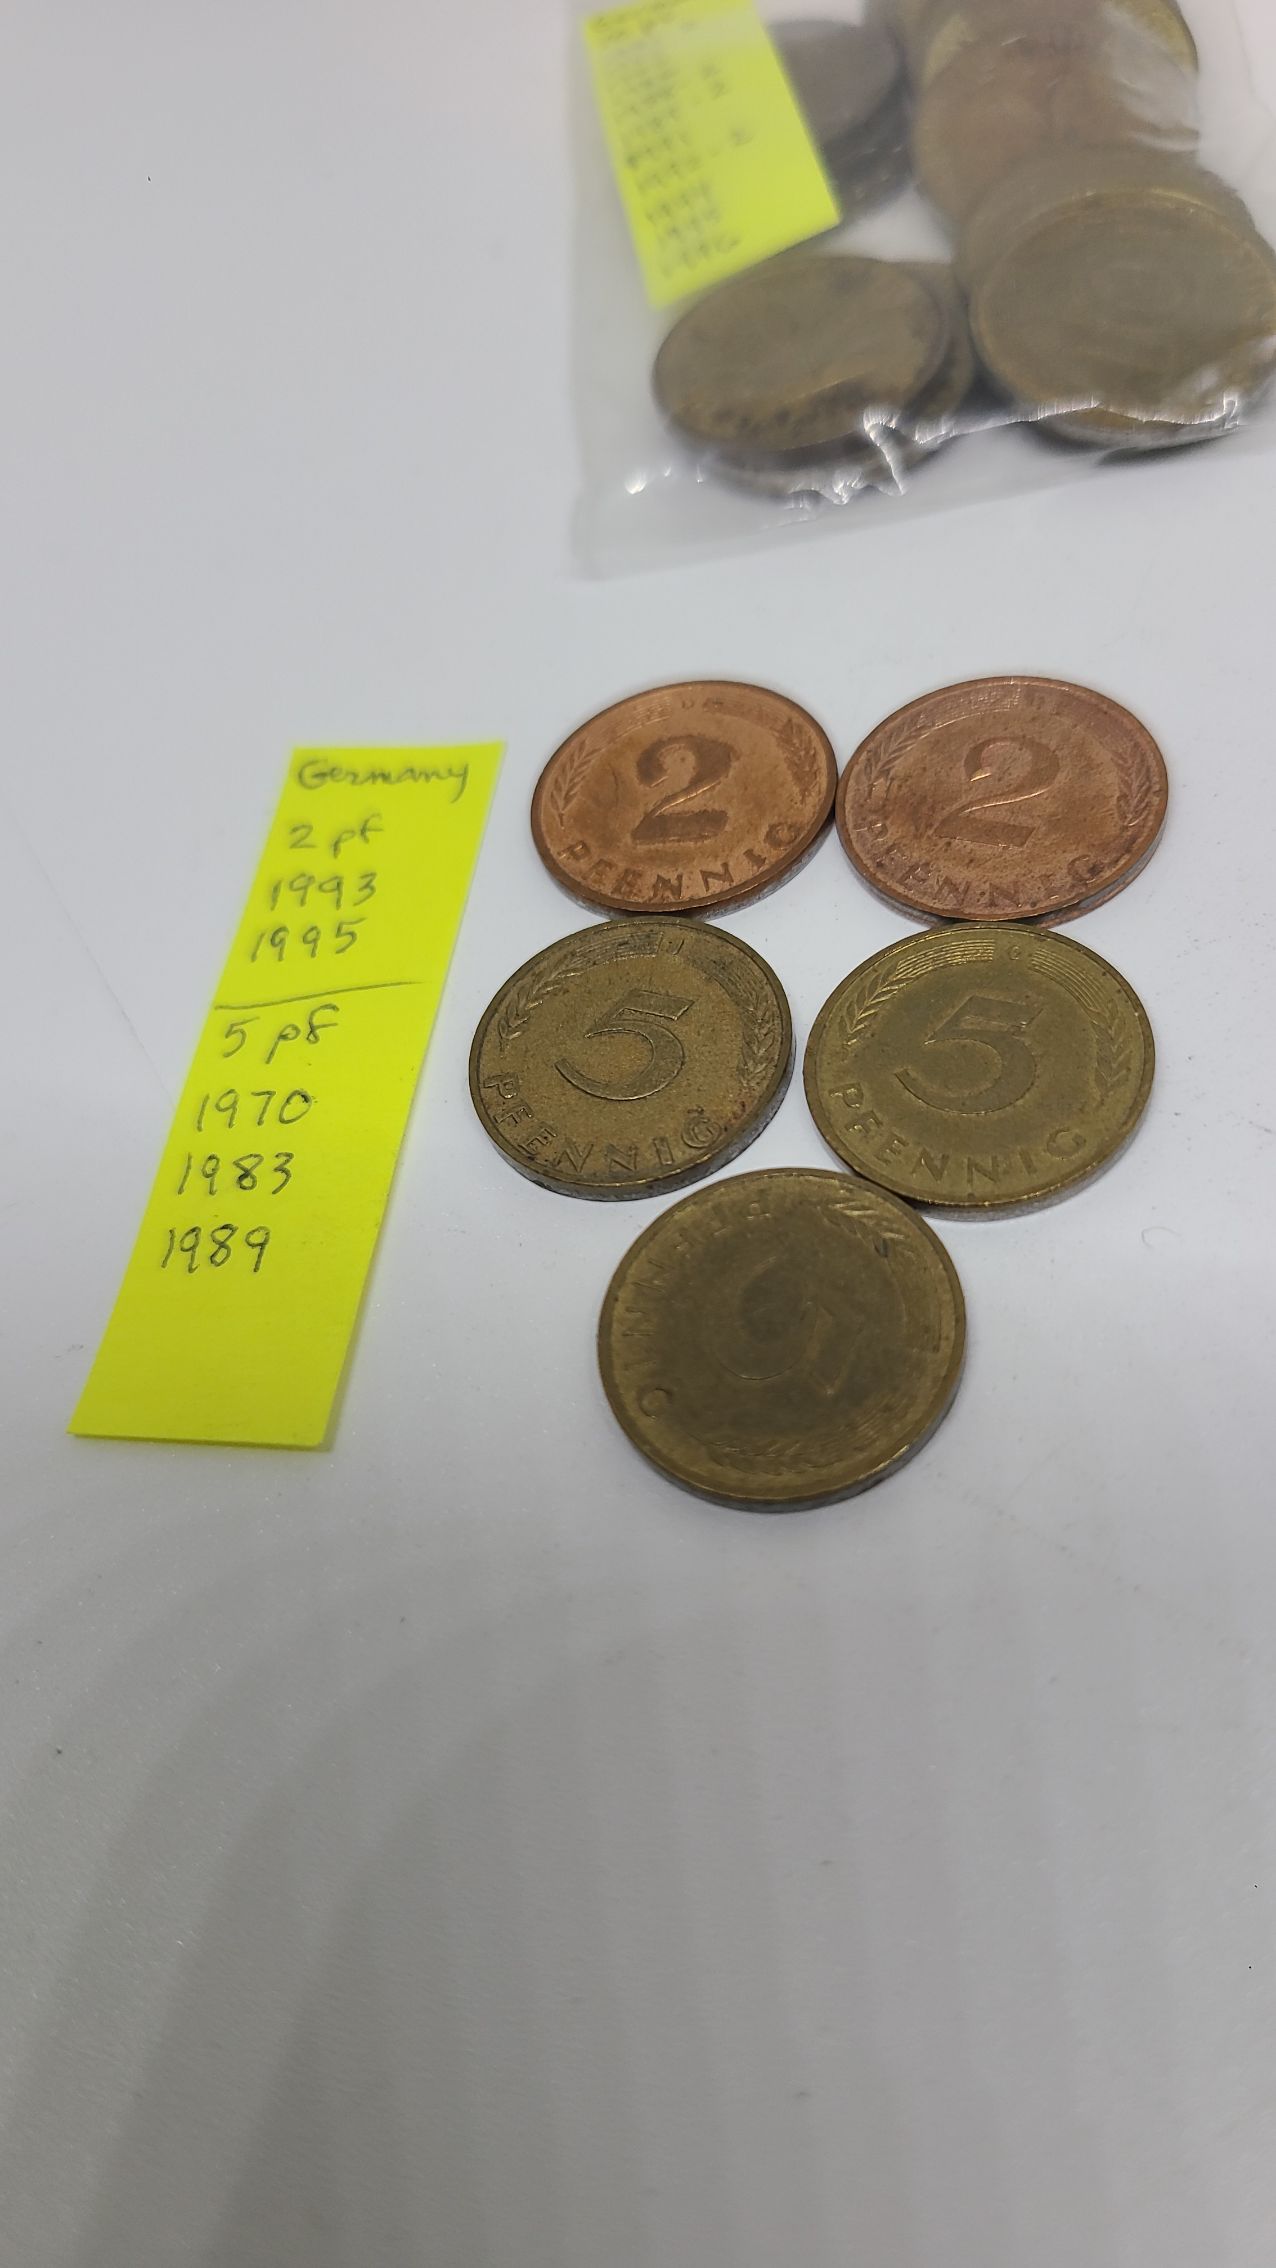 Germany
2 pf
1993
1995
5 pf
1970
1983
1989
2
PFENNIG
2
PFENNIG
5
PFENNIG
G
5
PFENNIG
5
PFENNIG